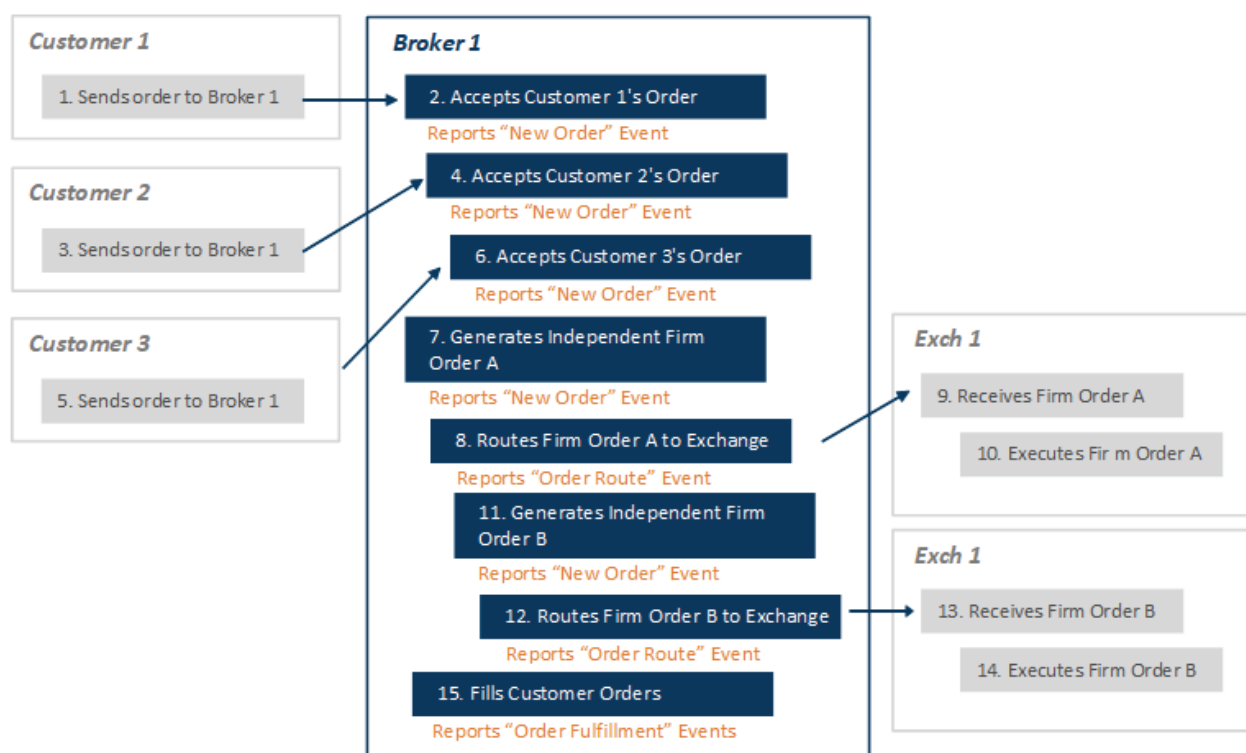 Customer 1
1. Sends order to Broker 1
Customer 2
3. Sends order to Broker 1
Customer 3
5. Sends order to Broker 1
Broker 1
2. Accepts Customer 1's Order
Reports “New Order” Event
4. Accepts Customer 2's Order
Reports “New Order” Event
6. Accepts Customer 3's Order
Reports “New Order” Event
7. Generates Independent Firm
Order A
Reports “New Order” Event
8. Routes Firm Order A to Exchange
Reports “Order Route” Event
11. Generates Independent Firm
Order B
Reports “New Order” Event
12. Routes Firm Order B to Exchange
Reports “Order Route” Event
15. Fills Customer Orders
Reports “Order Fulfillment” Events
Exch 1
9. Receives Firm Order A
10. Executes Fir m Order A
Exch 1
13. Receives Firm Order B
14. Executes Firm Order B